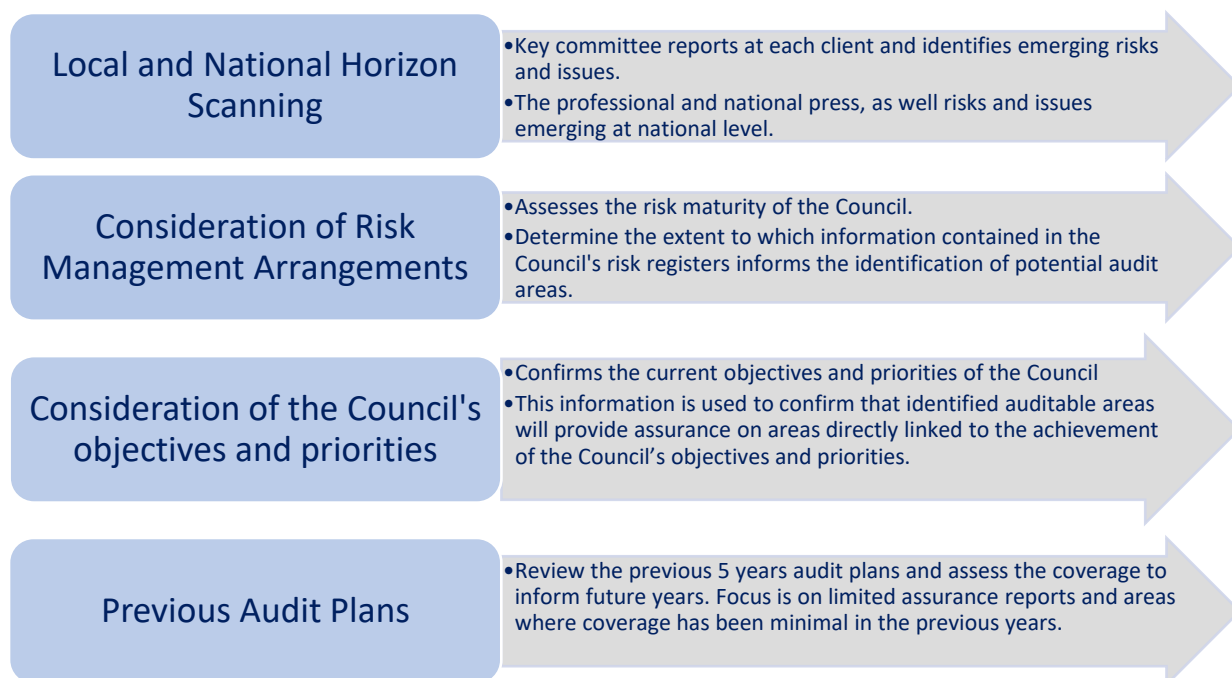 Local and National Horizon
Scanning
•Key committee reports at each client and identifies emerging risks
and issues.
•The professional and national press, as well risks and issues
emerging at national level.
Consideration of Risk
Management Arrangements
•Assesses the risk maturity of the Council.
•Determine the extent to which information contained in the
Council's risk registers informs the identification of potential audit
areas.
Consideration of the Council's
objectives and priorities
•Confirms the current objectives and priorities of the Council
•This information is used to confirm that identified auditable areas
will provide assurance on areas directly linked to the achievement
of the Council’s objectives and priorities.
Previous Audit Plans
•Review the previous 5 years audit plans and assess the coverage to
inform future years. Focus is on limited assurance reports and areas
where coverage has been minimal in the previous years.